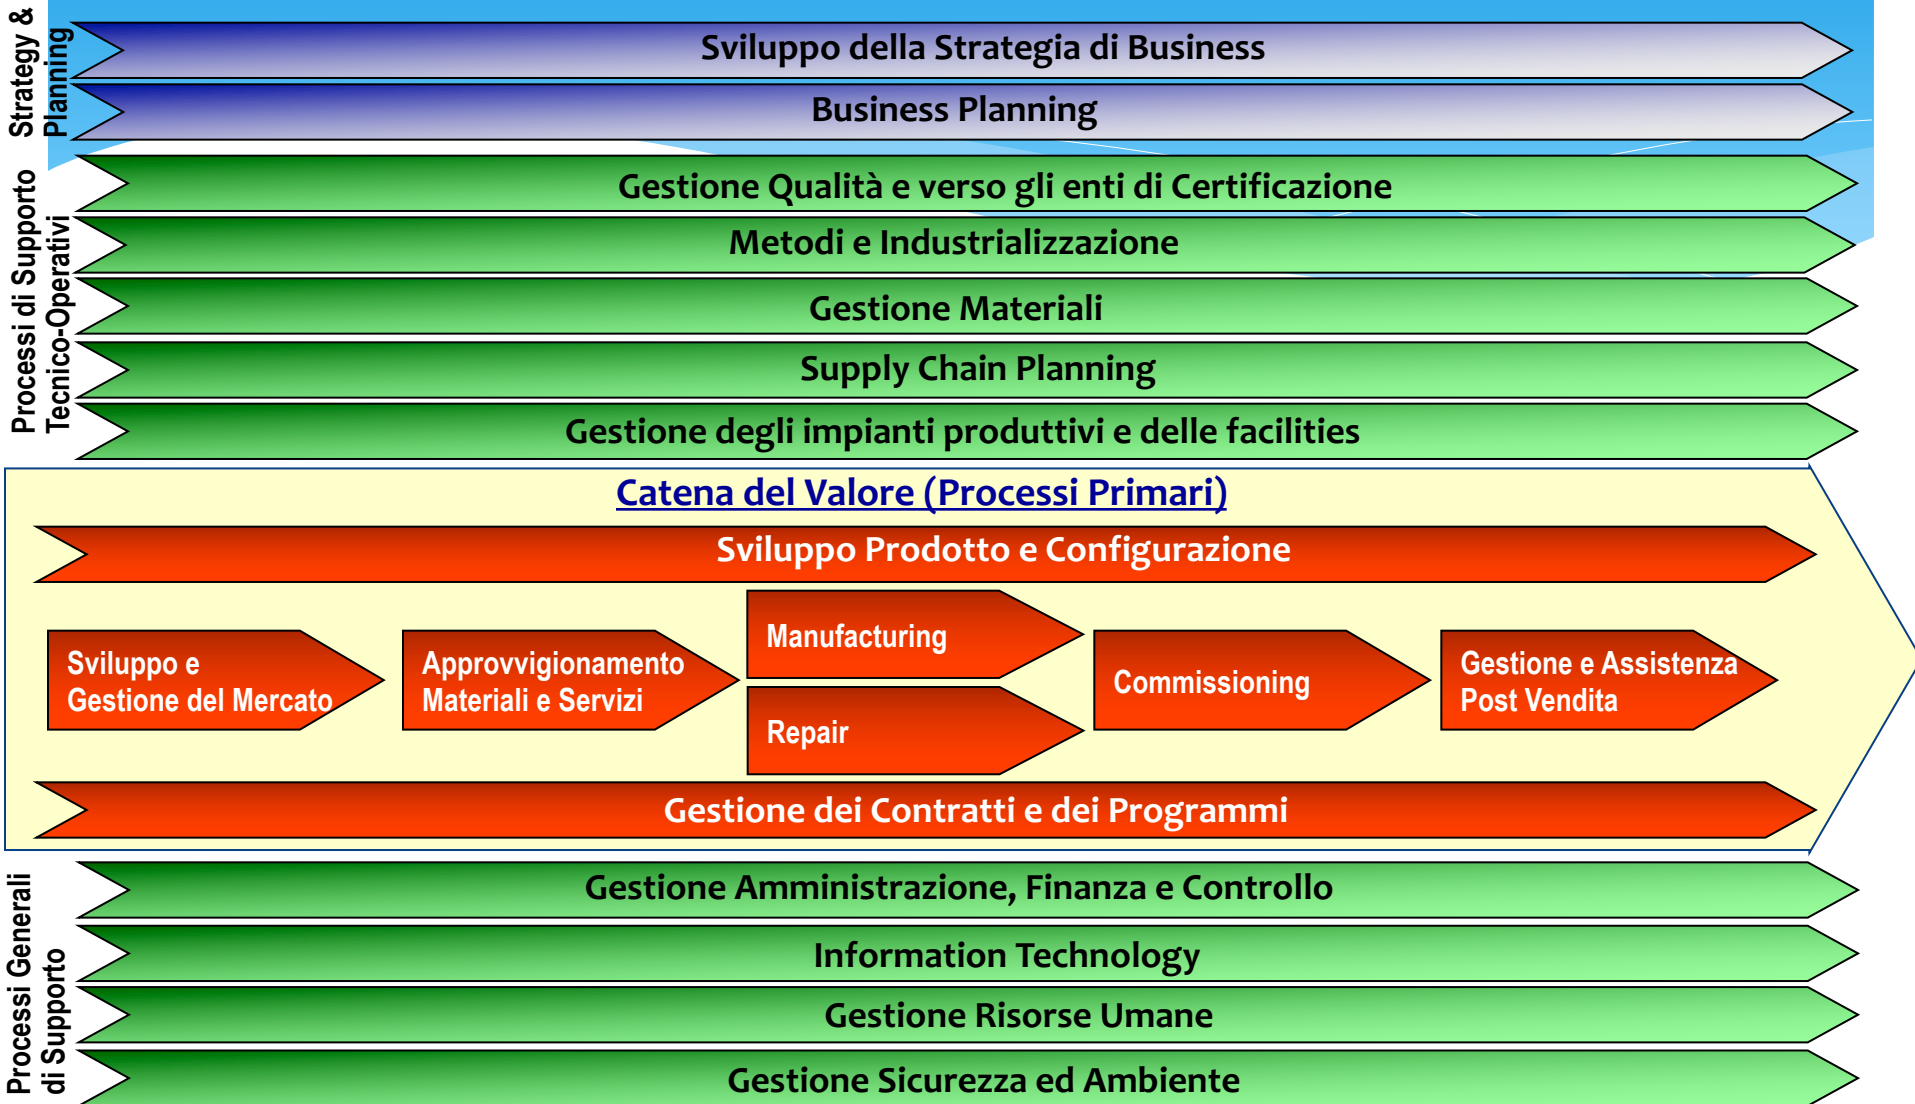 Strategy &
Planning
Sviluppo della Strategia di Business
Business Planning
Processi di Supporto
Tecnico-Operativi
Gestione Qualità e verso gli enti di Certificazione
Metodi e Industrializzazione
Gestione Materiali
Supply Chain Planning
Gestione degli impianti produttivi e delle facilities
Catena del Valore (Processi Primari)
Sviluppo Prodotto e Configurazione
Sviluppo e
Gestione del Mercato
Approvvigionamento
Materiali e Servizi
Manufacturing
Repair
Commissioning
Gestione e Assistenza
Post Vendita
Gestione dei Contratti e dei Programmi
Processi Generali
di Supporto
Gestione Amministrazione, Finanza e Controllo
Information Technology
Gestione Risorse Umane
Gestione Sicurezza ed Ambiente